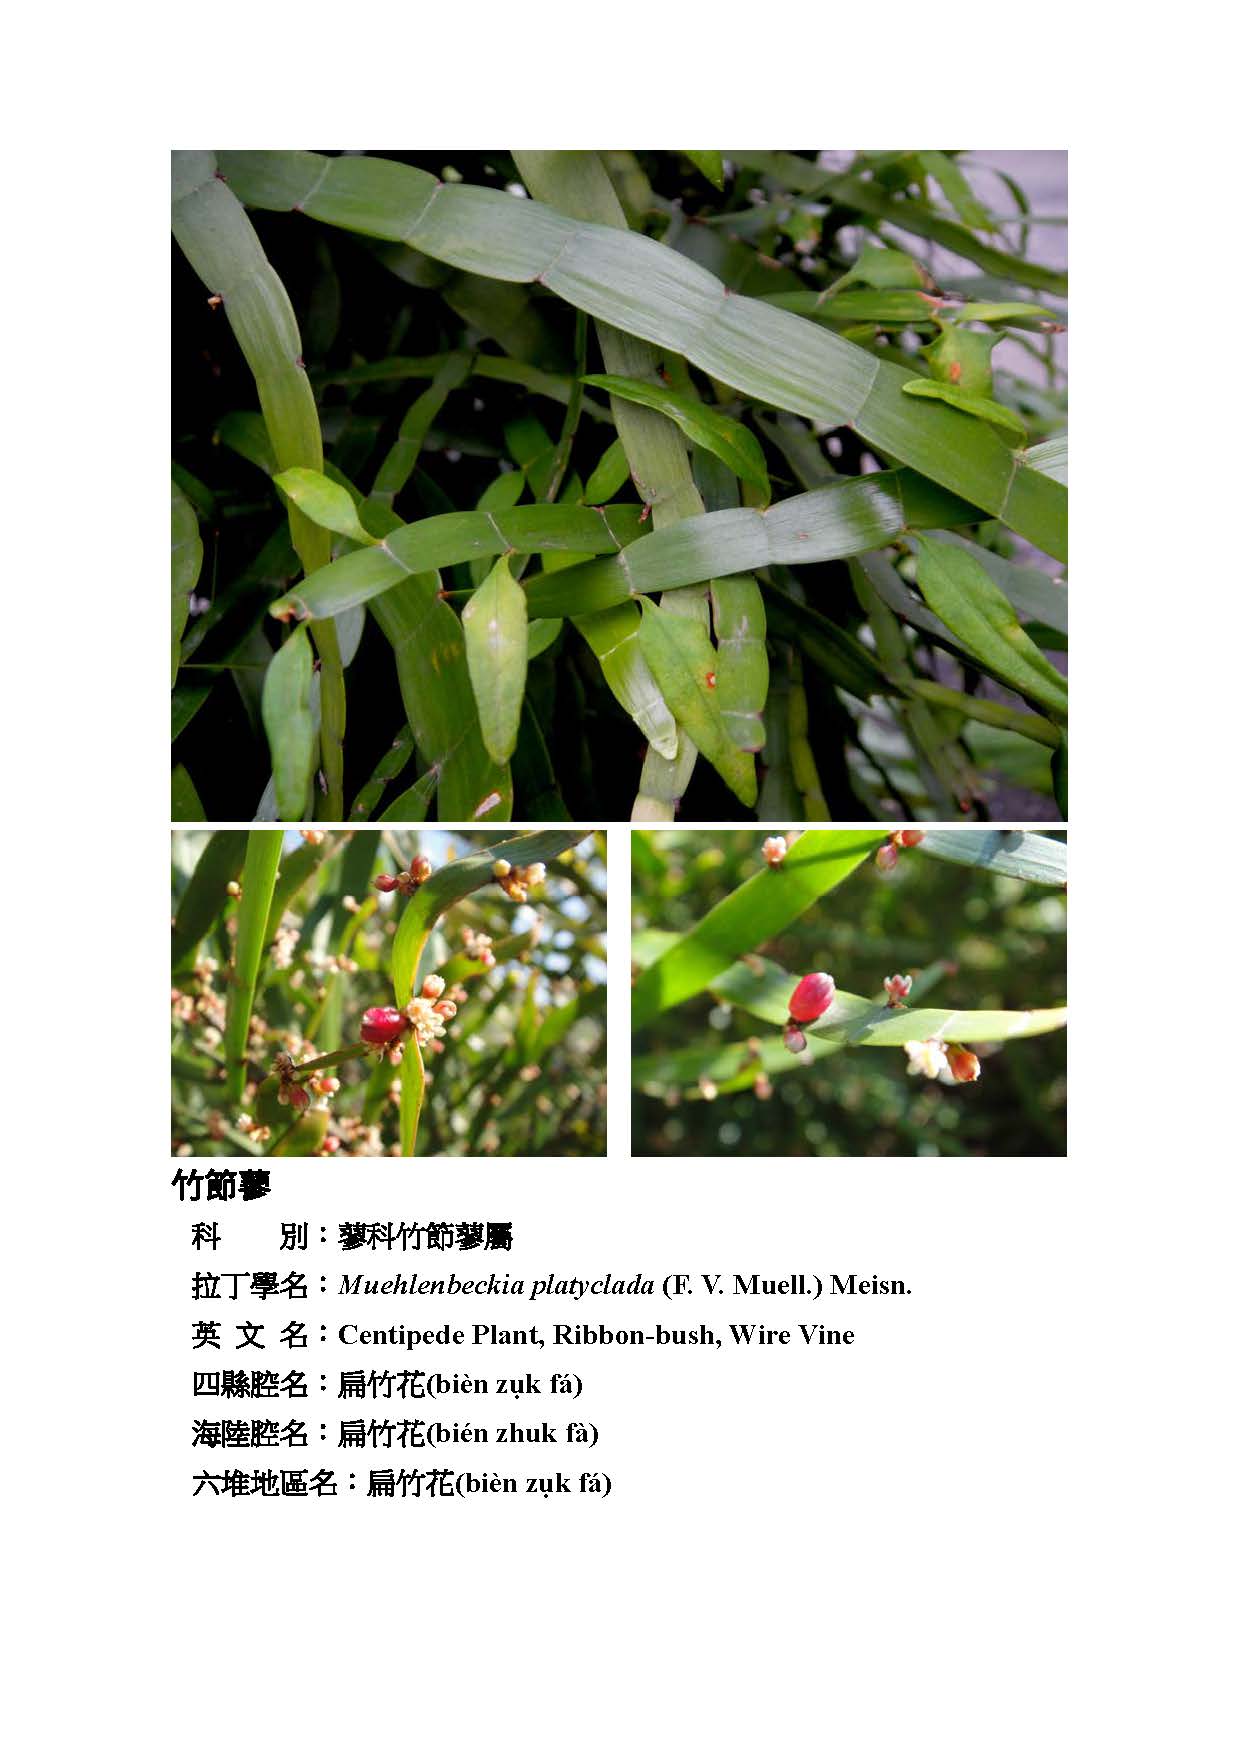 竹節蓼
科　　別：蓼科竹節蓼屬
拉丁學名：Muehlenbeckia platyclada (F. V. Muell.) Meisn.
英 文 名：Centipede Plant, Ribbon-bush, Wire Vine
四縣腔名：扁竹花(bièn zụk fá)
海陸腔名：扁竹花(bién zhuk fà)
六堆地區名：扁竹花(bièn zụk fá)